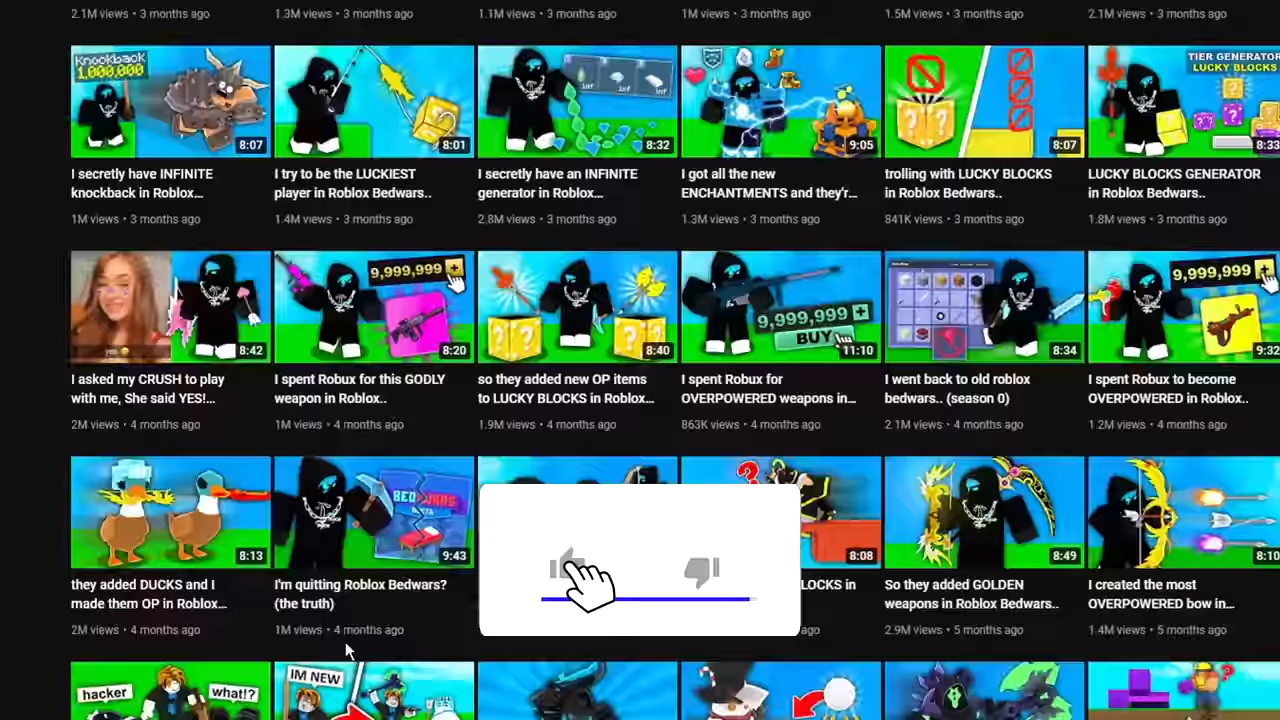 2.1M views • 3 months ago
1.3M views • 3 months ago
1.1M views • 3 months ago
1M views • 3 months ago
1.5M views • 3 months ago
2.1M views • 3 months ago
Knockback
1,000,000
8:07
8:01
inf inf inf
8:32
9:05
8:07
TIER GENERATOR
LUCKY BLOCKS
8:33
I secretly have INFINITE
knockback in Roblox...
1M views • 3 months ago
I try to be the LUCKIEST
player in Roblox Bedwars..
1.4M views • 3 months ago
I secretly have an INFINITE
generator in Roblox...
2.8M views • 3 months ago
I got all the new
ENCHANTMENTS and they'r...
1.3M views • 3 months ago
trolling with LUCKY BLOCKS
in Roblox Bedwars..
841K views • 3 months ago
LUCKY BLOCKS GENERATOR
in Roblox Bedwars..
1.8M views • 3 months ago
yes
8:42
9,999,999 +
8:20
8:40
9,999,999 +
BUY
11:10
8:34
9,999,999 +
9:32
I asked my CRUSH to play
with me, She said YES!...
2M views • 4 months ago
I spent Robux for this GODLY
weapon in Roblox..
1M views • 4 months ago
so they added new OP items
to LUCKY BLOCKS in Roblox...
1.9M views • 4 months ago
I spent Robux for
OVERPOWERED weapons in...
863K views • 4 months ago
I went back to old roblox
bedwars.. (season 0)
2.1M views • 4 months ago
I spent Robux to become
OVERPOWERED in Roblox..
1.2M views • 4 months ago
8:13
BEDWARS
9:43
8:08
8:49
8:10
they added DUCKS and I
made them OP in Roblox...
2M views • 4 months ago
I'm quitting Roblox Bedwars?
(the truth)
1M views • 4 months ago
LOCKS in
ago
So they added GOLDEN
weapons in Roblox Bedwars..
2.9M views • 5 months ago
I created the most
OVERPOWERED bow in...
1.4M views • 5 months ago
hacker
what!?
IM NEW